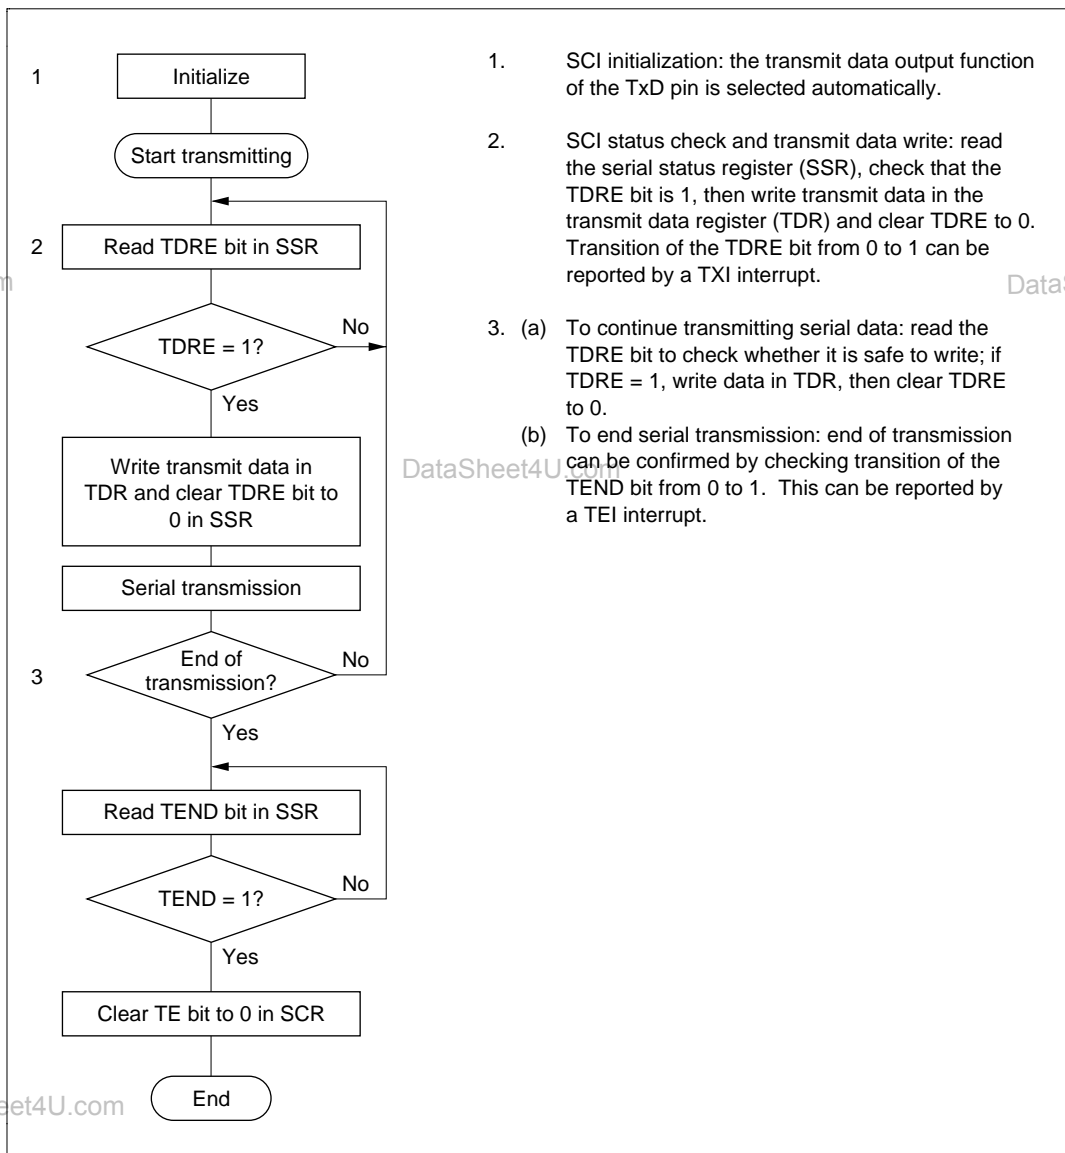 1
Initialize
Start transmitting
2
Read TDRE bit in SSR
TDRE = 1?
No
Yes
Write transmit data in
TDR and clear TDRE bit to
0 in SSR
Serial transmission
3
End of
transmission?
No
Yes
Read TEND bit in SSR
TEND = 1?
No
Yes
Clear TE bit to 0 in SCR
End
1. SCI initialization: the transmit data output function
of the TxD pin is selected automatically.
2. SCI status check and transmit data write: read
the serial status register (SSR), check that the
TDRE bit is 1, then write transmit data in the
transmit data register (TDR) and clear TDRE to 0.
Transition of the TDRE bit from 0 to 1 can be
reported by a TXI interrupt.
3. (a) To continue transmitting serial data: read the
TDRE bit to check whether it is safe to write; if
TDRE = 1, write data in TDR, then clear TDRE
to 0.
(b) To end serial transmission: end of transmission
can be confirmed by checking transition of the
TEND bit from 0 to 1. This can be reported by
a TEI interrupt.
m
DataS
DataSheet4U.com
eet4U.com